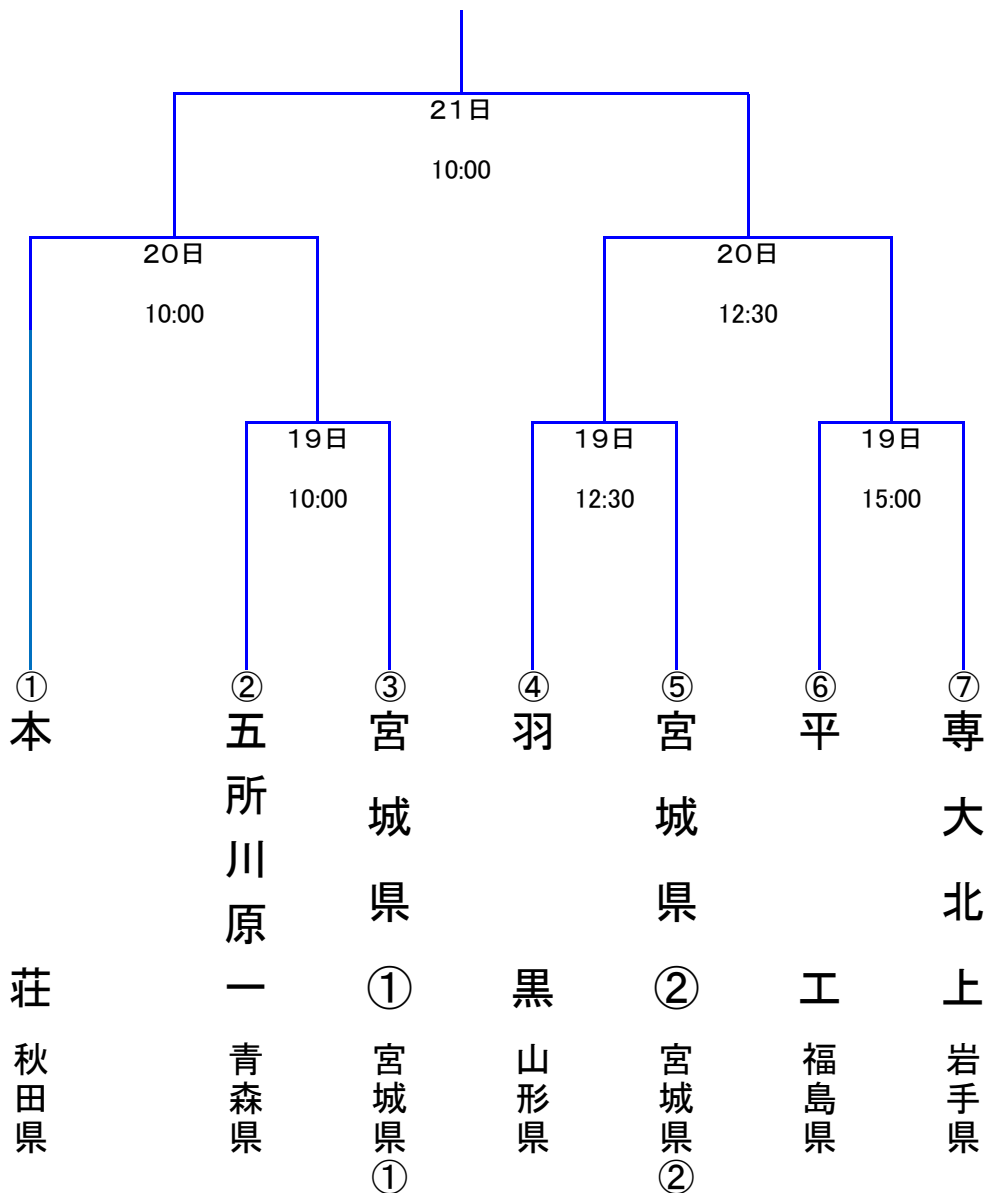 21日
10:00
20日
10:00
20日
12:30
19日
10:00
19日
12:30
19日
15:00
①
本荘
秋田県
②
五所川原一
青森県
③
宮城県①
宮城県①
④
羽黒
山形県
⑤
宮城県②
宮城県②
⑥
平工
福島県
⑦
専大北上
岩手県